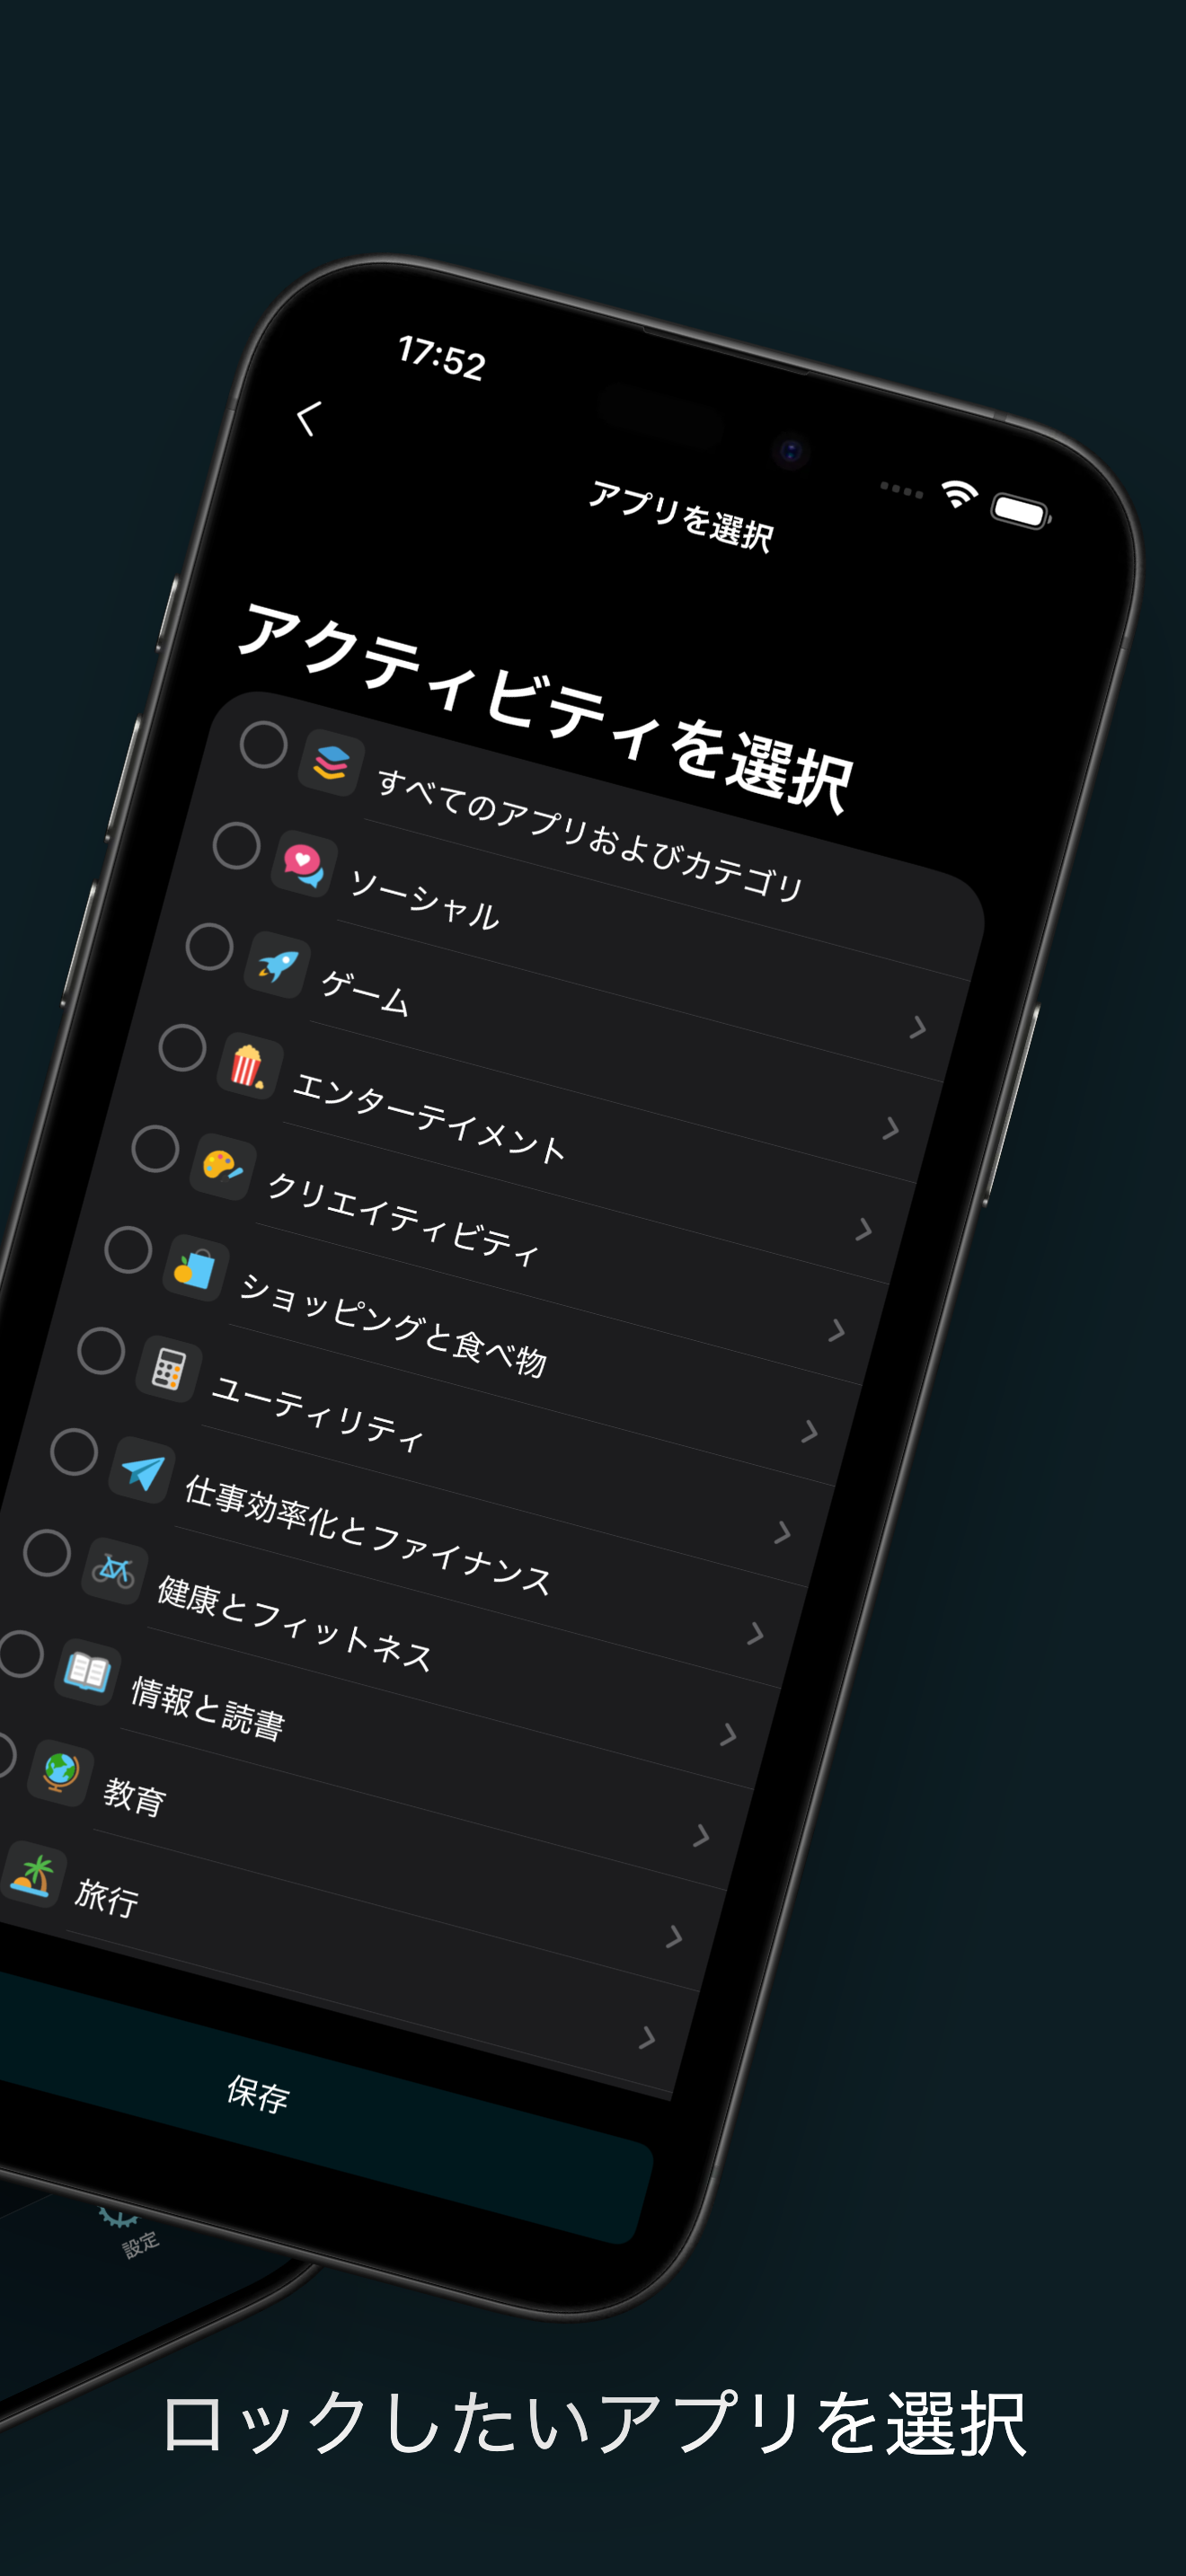 17:52
アプリを選択
アクティビティを選択
すべてのアプリおよびカテゴリ
ソーシャル
ゲーム
エンターテイメント
クリエイティビティ
ショッピングと食べ物
ユーティリティ
仕事効率化とファイナンス
健康とフィットネス
情報と読書
教育
旅行
保存
設定
ロックしたいアプリを選択